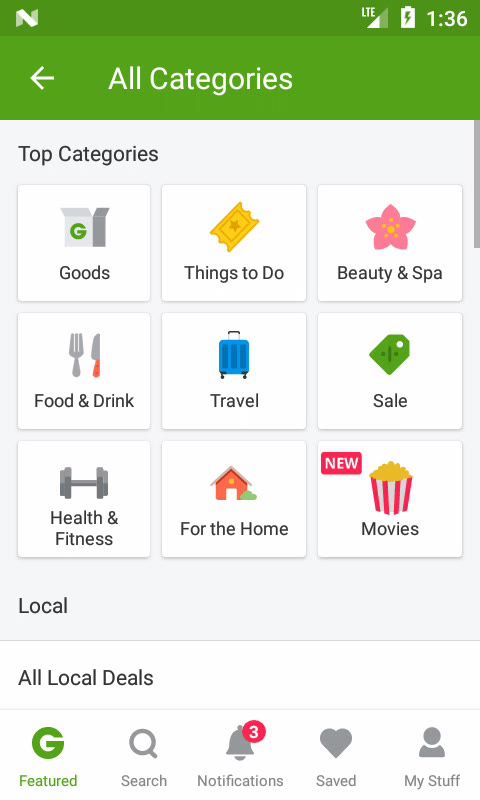 LTE 1:36
All Categories
Top Categories
Goods
Things to Do
Beauty & Spa
Food & Drink
Travel
Sale
Health &
Fitness
For the Home
NEW
Movies
Local
All Local Deals
3
Featured
Search
Notifications
Saved
My Stuff